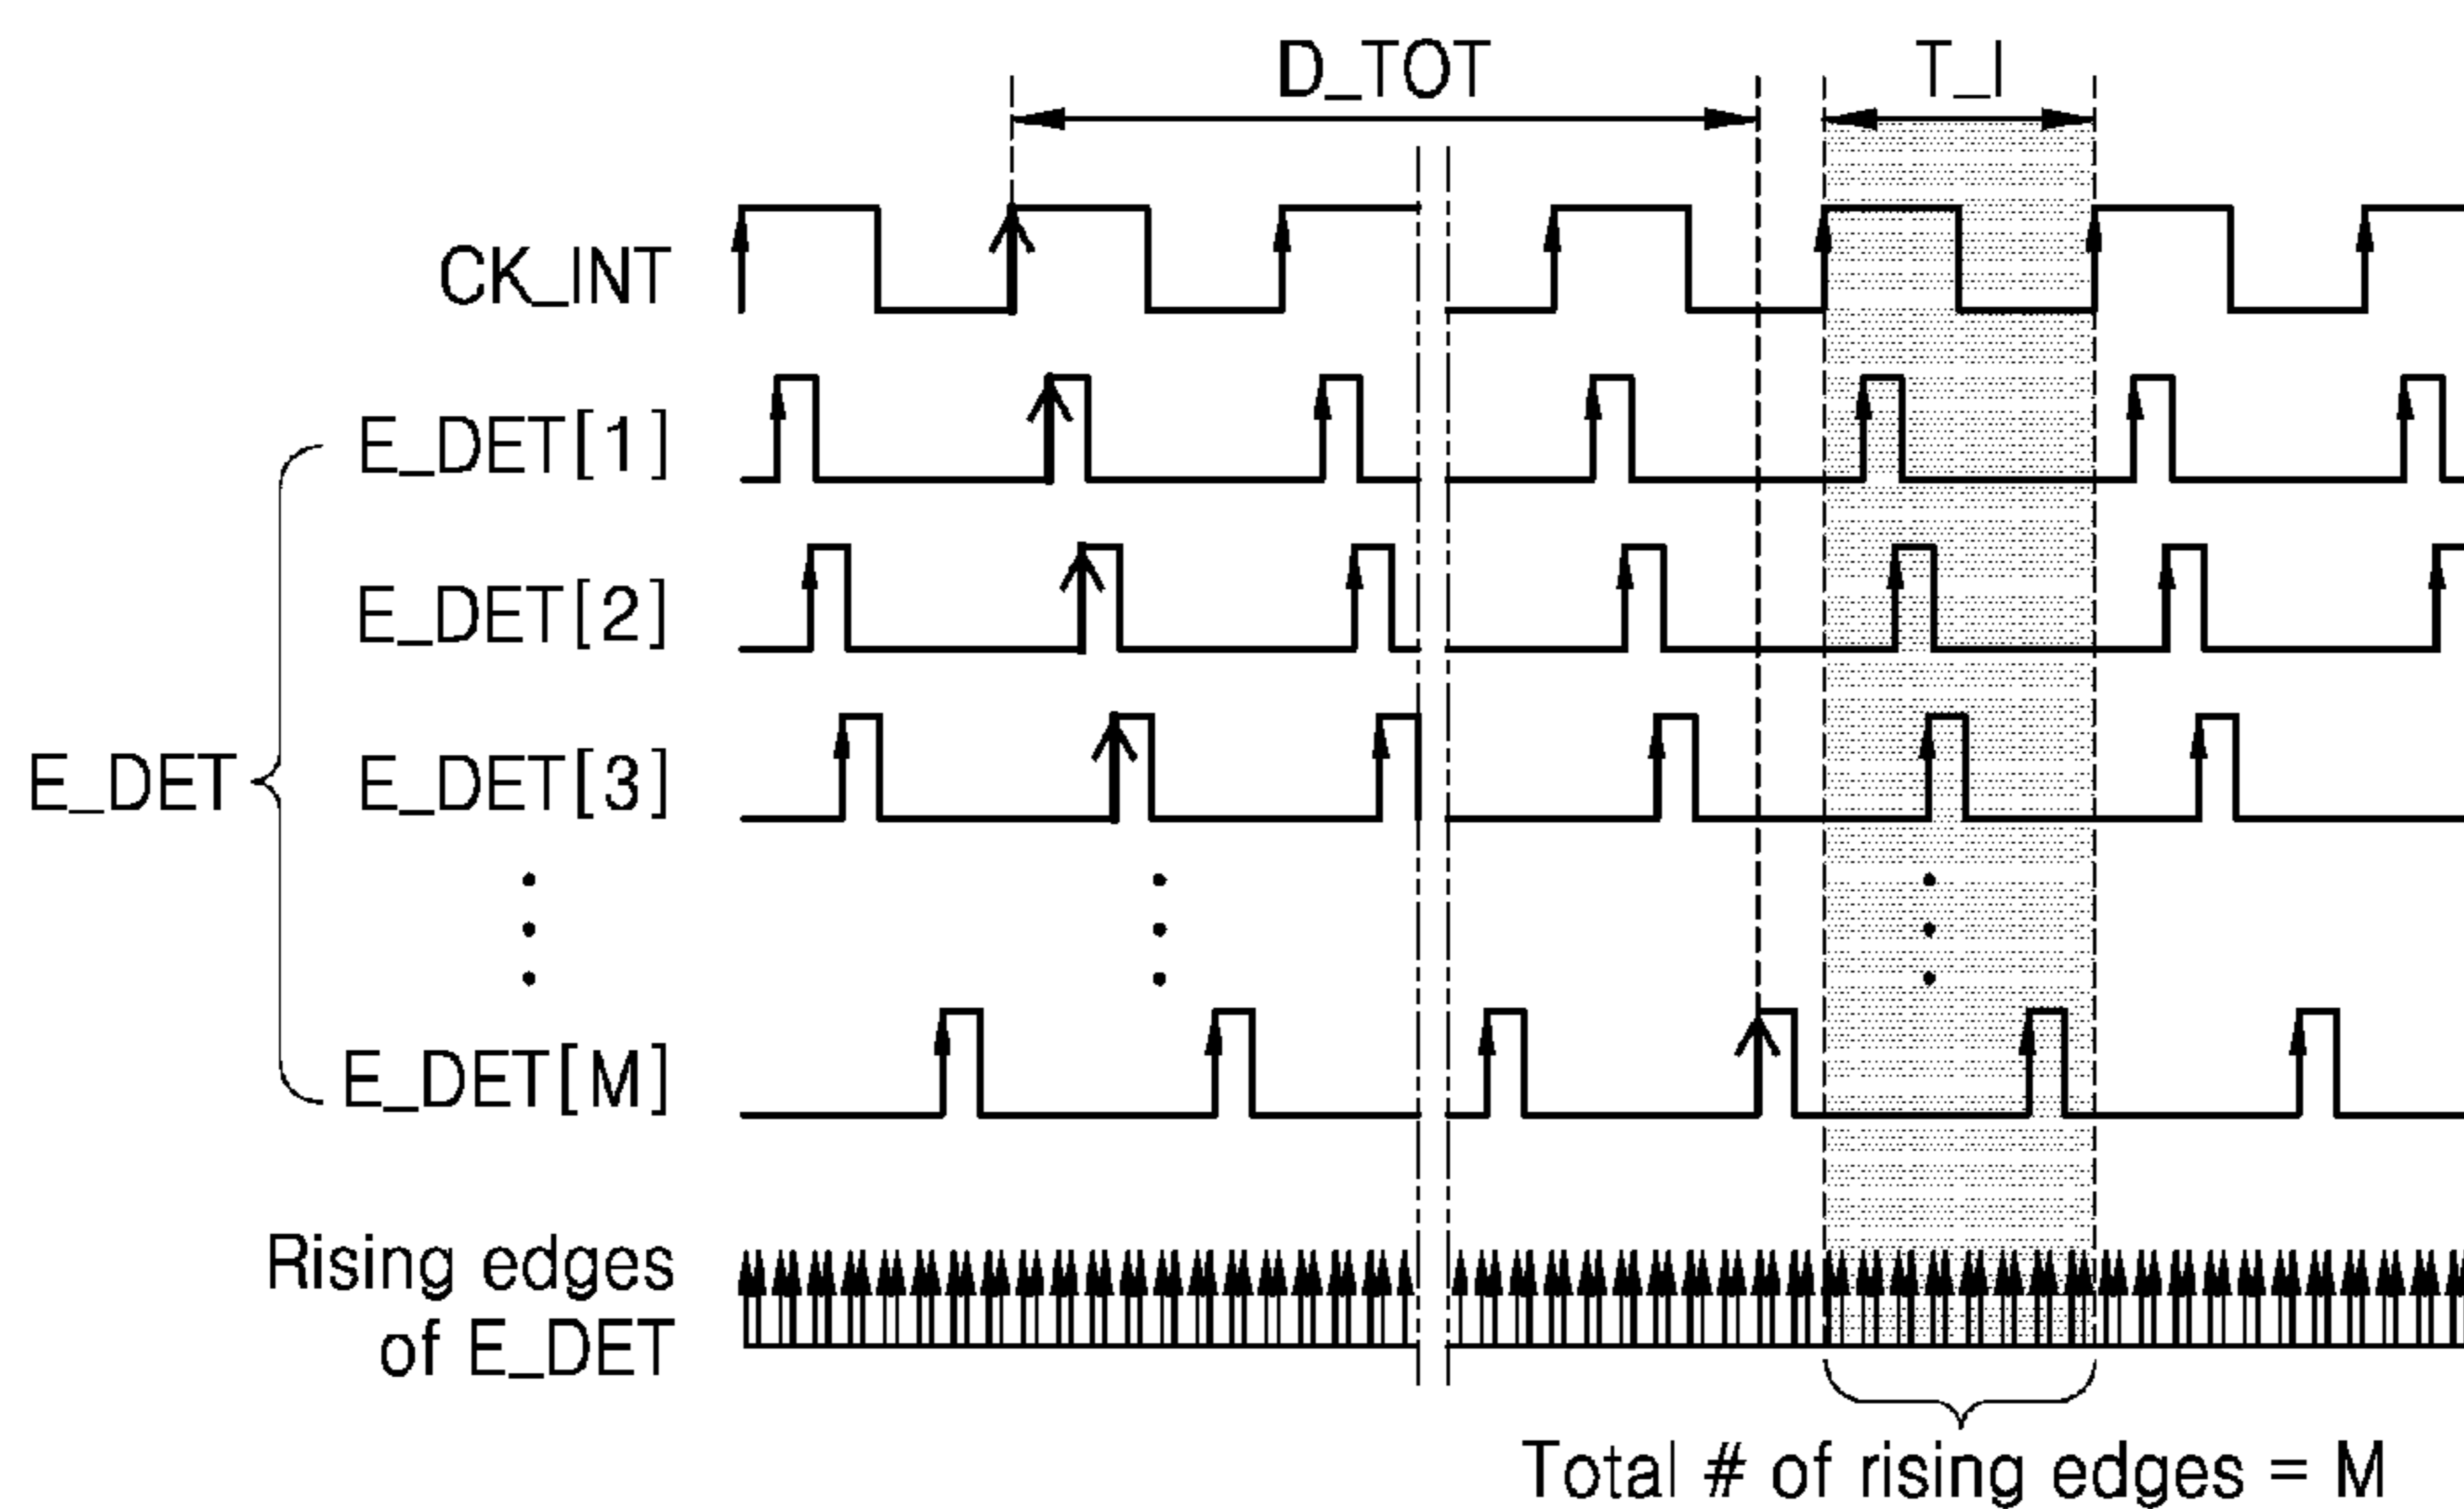 D_TOT
T_I
CK_INT
E_DET[1]
E_DET[2]
E_DET
E_DET[3]
E_DET[M]
Rising edges
of E_DET
Total # of rising edges = M